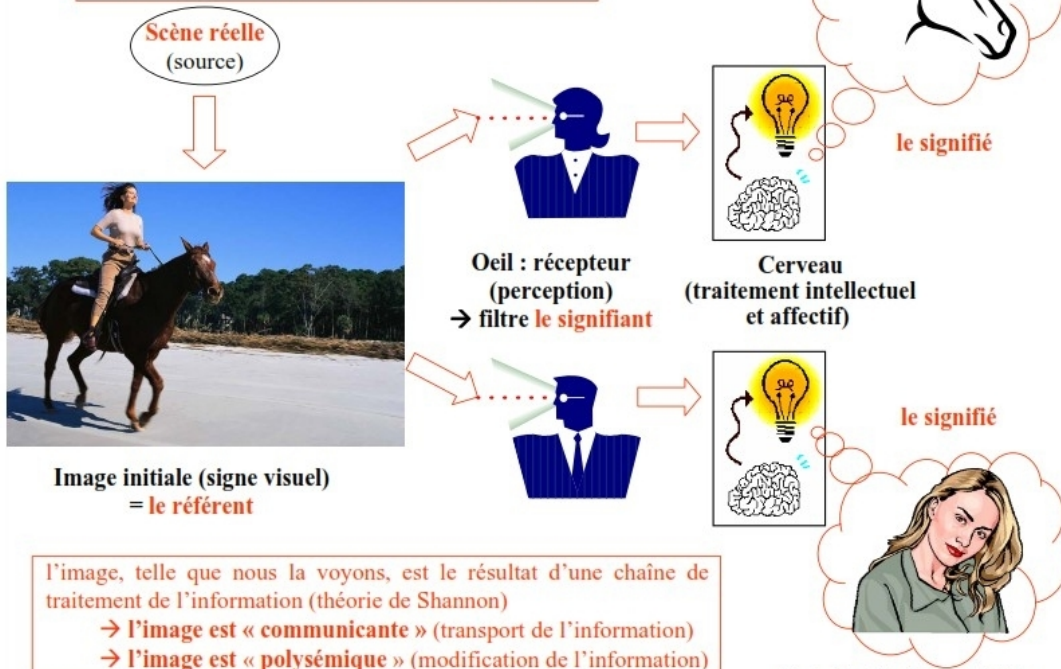 Scène réelle
(source)
le signifié
Oeil : récepteur
(perception)
→ filtre le signifiant
Cerveau
(traitement intellectuel
et affectif)
le signifié
Image initiale (signe visuel)
= le référent
l’image, telle que nous la voyons, est le résultat d’une chaîne de
traitement de l’information (théorie de Shannon)
→ l’image est « communicante » (transport de l’information)
→ l’image est « polysémique » (modification de l’information)